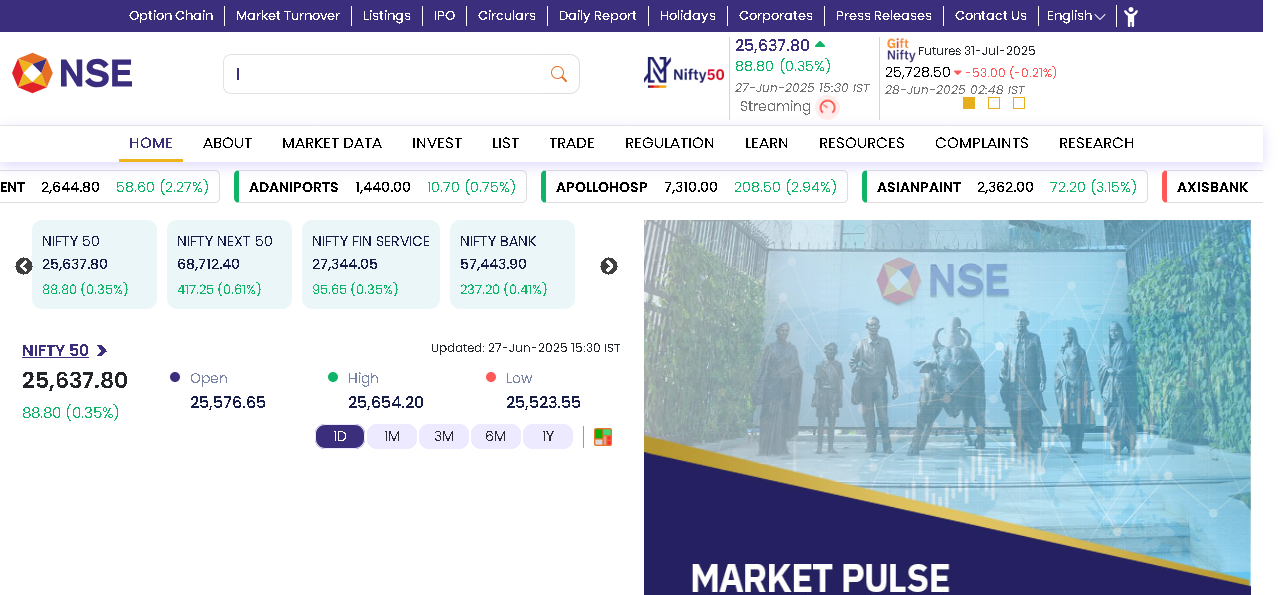 Option Chain Market Turnover Listings IPO Circulars Daily Report Holidays Corporates Press Releases Contact Us English
NSE
Nifty50
25,637.80
88.80 (0.35%)
27-Jun-2025 15:30 IST
Streaming
Gift Nifty Futures 31-Jul-2025
25,728.50 -53.00 (-0.21%)
28-Jun-2025 02:48 IST
HOME ABOUT MARKET DATA INVEST LIST TRADE REGULATION LEARN RESOURCES COMPLAINTS RESEARCH
ENT 2,644.80 58.60 (2.27%) ADANIPORTS 1,440.00 10.70 (0.75%) APOLLOHOSP 7,310.00 208.50 (2.94%) ASIANPAINT 2,362.00 72.20 (3.15%) AXISBANK
NIFTY 50
25,637.80
88.80 (0.35%)
NIFTY NEXT 50
68,712.40
417.25 (0.61%)
NIFTY FIN SERVICE
27,344.05
95.65 (0.35%)
NIFTY BANK
57,443.90
237.20 (0.41%)
NIFTY 50
Updated: 27-Jun-2025 15:30 IST
25,637.80
88.80 (0.35%)
Open
25,576.65
High
25,654.20
Low
25,523.55
1D 1M 3M 6M 1Y
NSE
MARKET PULSE